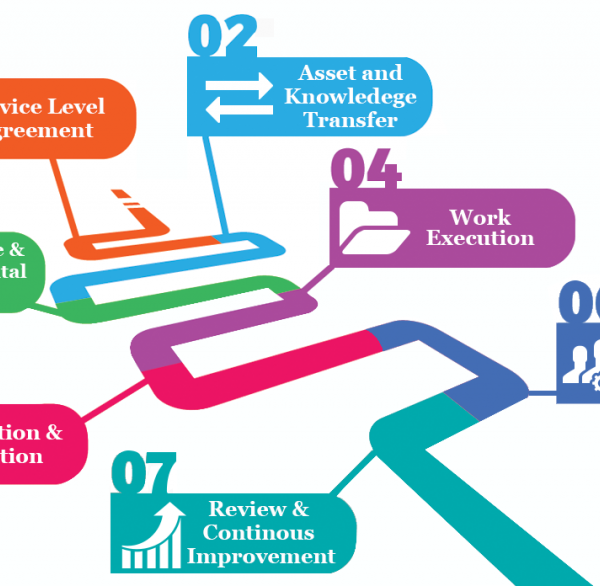 02
Asset and
Knowledege
Transfer
vice Level
greement
04
Work
Execution
e &
tal
06
tion &
tion
07
Review &
Continous
Improvement